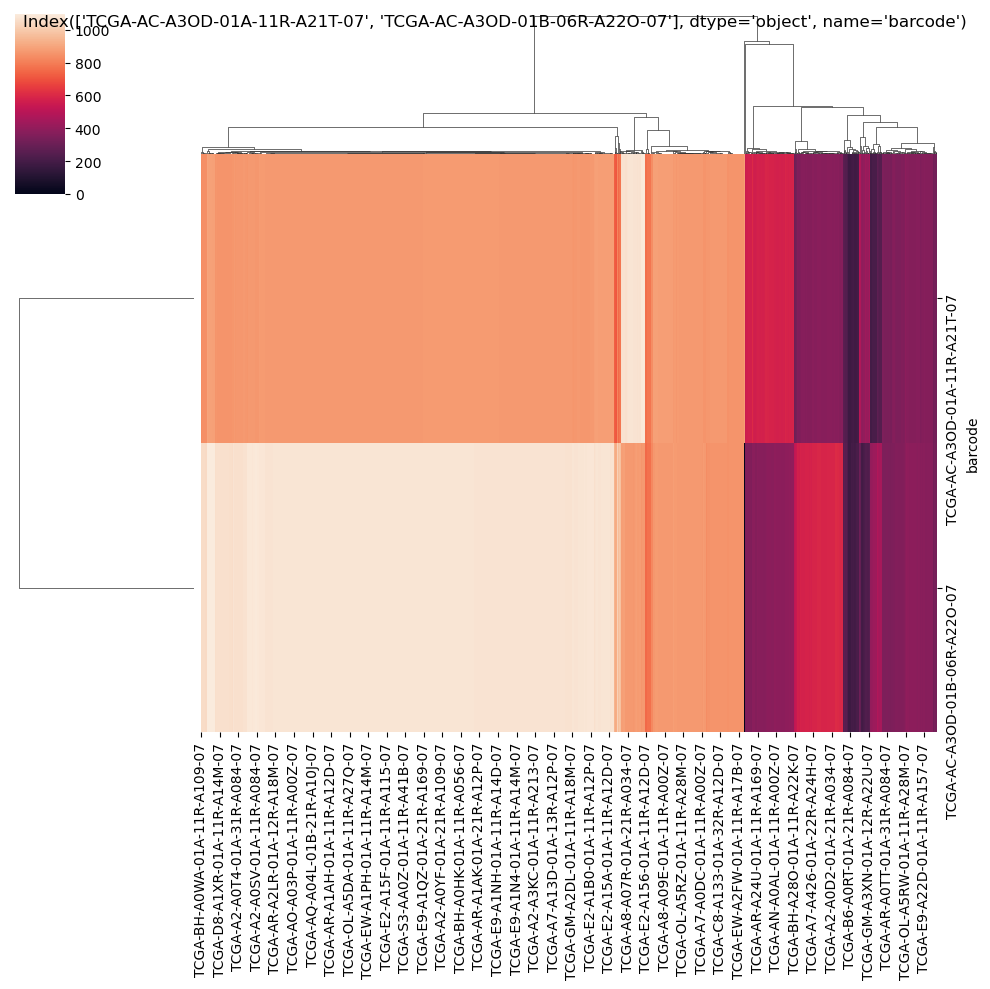 Index(['TCGA-AC-A3OD-01A-11R-A21T-07', 'TCGA-AC-A3OD-01B-06R-A22O-07'], dtype='object', name='barcode')
1000
800
600
400
200
0
TCGA-AC-A3OD-01A-11R-A21T-07
TCGA-AC-A3OD-01B-06R-A22O-07
barcode
TCGA-BH-A0WA-01A-11R-A109-07
TCGA-D8-A1XR-01A-11R-A14M-07
TCGA-A2-A0T4-01A-31R-A084-07
TCGA-A2-A0SV-01A-11R-A084-07
TCGA-AR-A2LR-01A-12R-A18M-07
TCGA-AO-A03P-01A-11R-A00Z-07
TCGA-AQ-A04L-01B-21R-A10J-07
TCGA-AR-A1AH-01A-11R-A12D-07
TCGA-OL-A5DA-01A-11R-A27Q-07
TCGA-EW-A1PH-01A-11R-A14M-07
TCGA-E2-A15F-01A-11R-A115-07
TCGA-S3-AA0Z-01A-11R-A41B-07
TCGA-E9-A1QZ-01A-21R-A169-07
TCGA-A2-A0YF-01A-21R-A109-07
TCGA-BH-A0HK-01A-11R-A056-07
TCGA-AR-A1AK-01A-21R-A12P-07
TCGA-E9-A1NH-01A-11R-A14D-07
TCGA-E9-A1N4-01A-11R-A14M-07
TCGA-A2-A3KC-01A-11R-A213-07
TCGA-A7-A13D-01A-13R-A12P-07
TCGA-GM-A2DL-01A-11R-A18M-07
TCGA-E2-A1B0-01A-11R-A12P-07
TCGA-E2-A15A-01A-11R-A12D-07
TCGA-A8-A07R-01A-21R-A034-07
TCGA-E2-A156-01A-11R-A12D-07
TCGA-A8-A09E-01A-11R-A00Z-07
TCGA-OL-A5RZ-01A-11R-A28M-07
TCGA-A7-A0DC-01A-11R-A00Z-07
TCGA-C8-A133-01A-32R-A12D-07
TCGA-EW-A2FW-01A-11R-A17B-07
TCGA-AR-A24U-01A-11R-A169-07
TCGA-AN-A0AL-01A-11R-A00Z-07
TCGA-BH-A28O-01A-11R-A22K-07
TCGA-A7-A426-01A-22R-A24H-07
TCGA-A2-A0D2-01A-21R-A034-07
TCGA-B6-A0RT-01A-21R-A084-07
TCGA-GM-A3XN-01A-12R-A22U-07
TCGA-AR-A0TT-01A-31R-A084-07
TCGA-OL-A5RW-01A-11R-A28M-07
TCGA-E9-A22D-01A-11R-A157-07